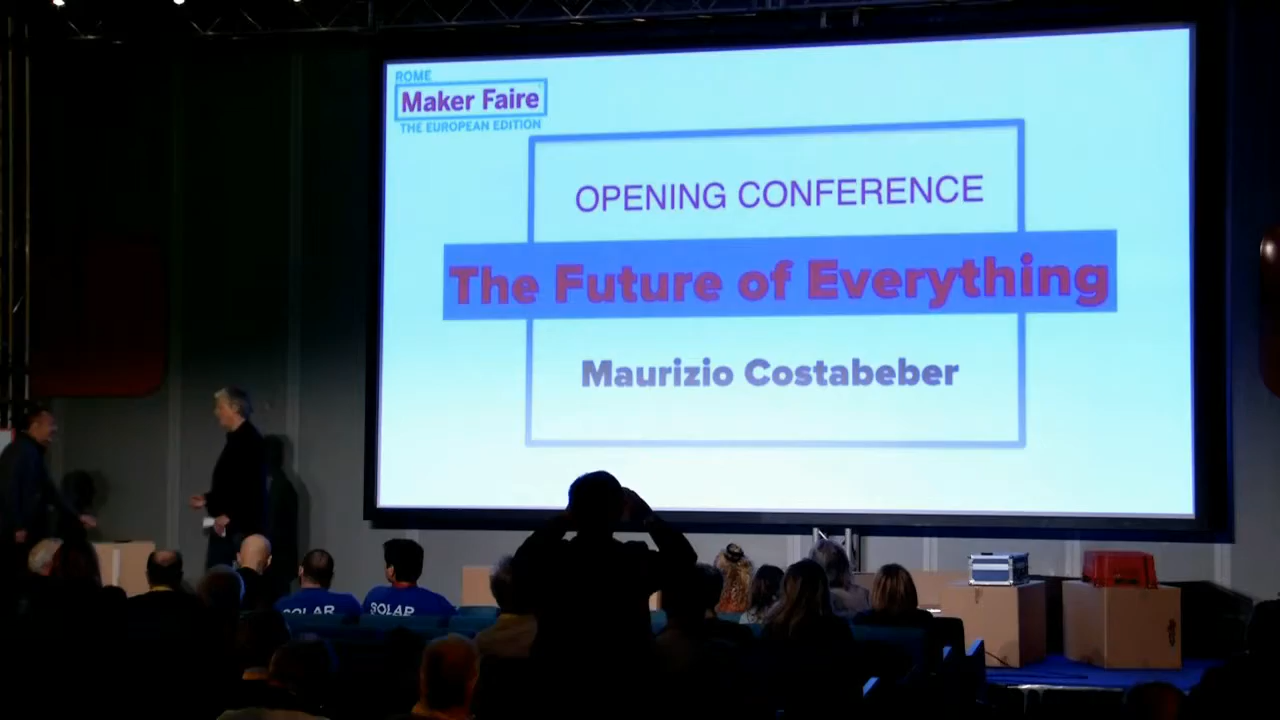 ROME
Maker Faire
THE EUROPEAN EDITION
OPENING CONFERENCE
The Future of Everything
Maurizio Costabeber
SOLAR
SOLAR